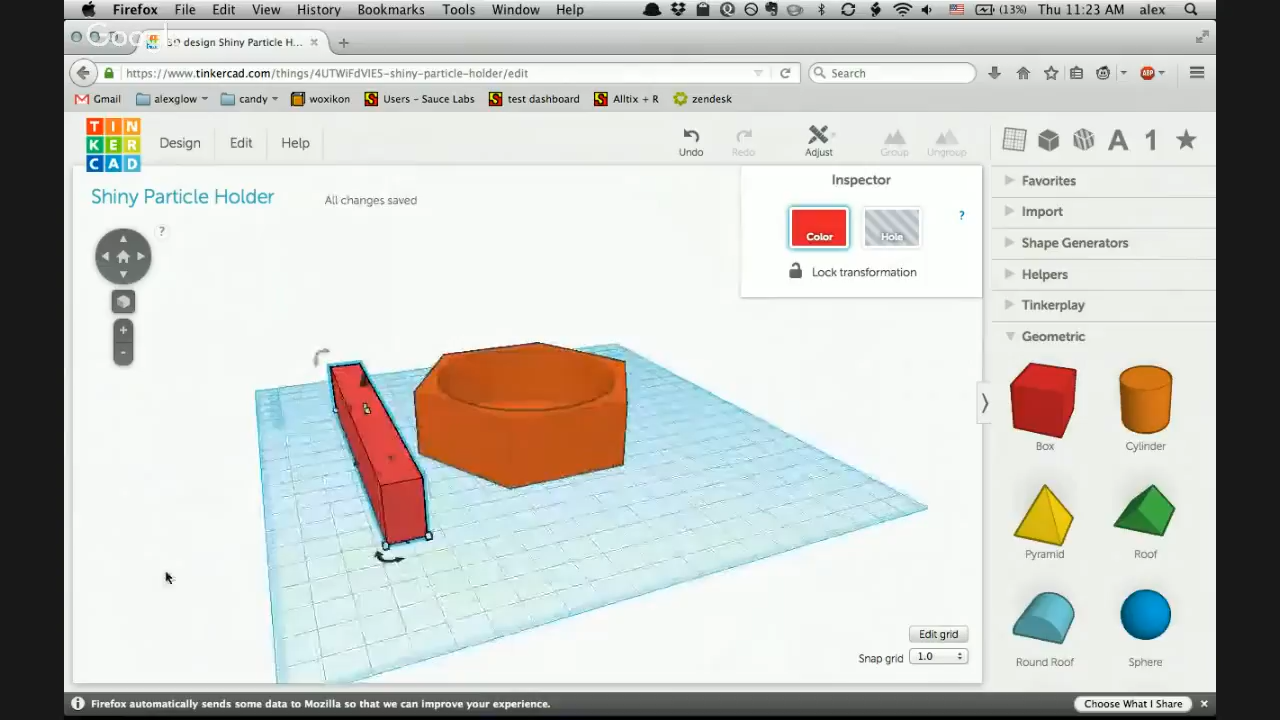 Firefox File Edit View History Bookmarks Tools Window Help (13%) Thu 11:23 AM alex
design Shiny Particle H...
https://www.tinkercad.com/things/4UTWiFdVIE5-shiny-particle-holder/edit Search
Gmail alexglow candy woxikon Users - Sauce Labs test dashboard Alltix + R zendesk
TIN
KER
CAD
Design Edit Help Undo Redo Adjust Group Ungroup A 1
Shiny Particle Holder All changes saved
Inspector
Color Hole ?
Lock transformation
?
+
-
Favorites
Import
Shape Generators
Helpers
Tinkerplay
Geometric
Box Cylinder
Pyramid Roof
Round Roof Sphere
Edit grid
Snap grid 1.0
Firefox automatically sends some data to Mozilla so that we can improve your experience. Choose What I Share